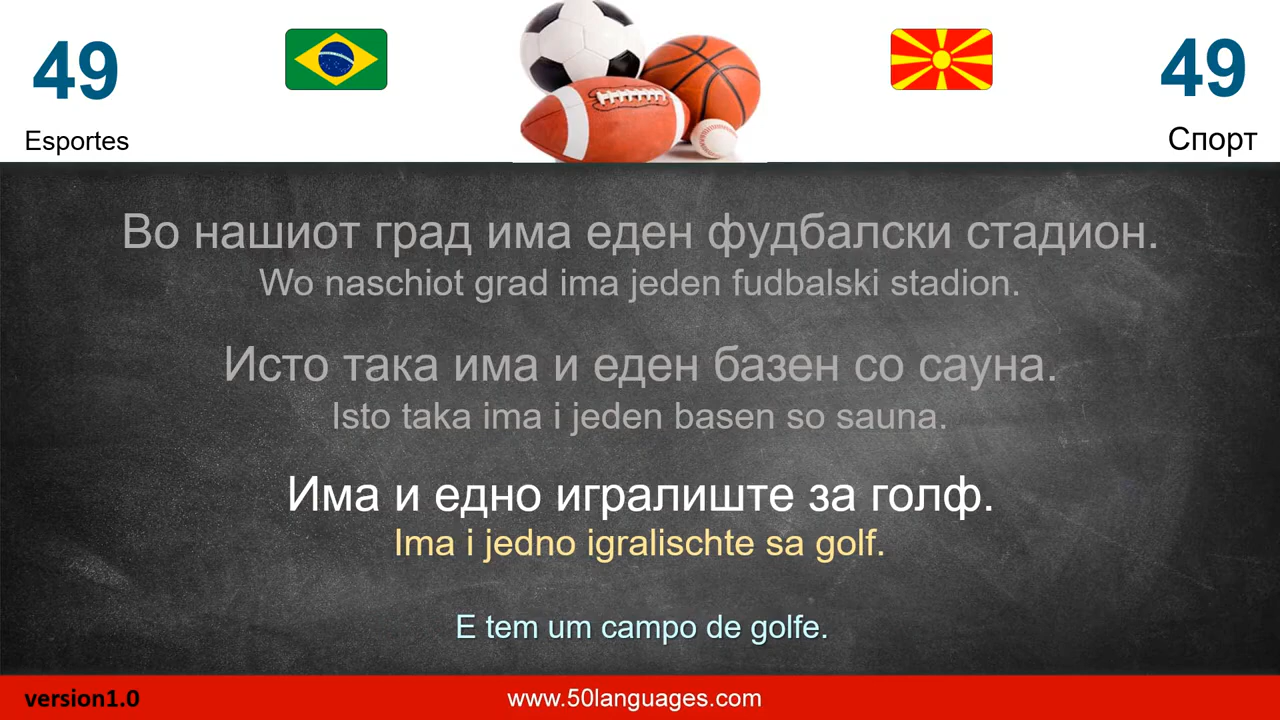 49
49
Esportes
Спорт
Во нашиот град има еден фудбалски стадион.
Wo naschiot grad ima jeden fudbalski stadion.
Исто така има и еден базен со сауна.
Isto taka ima i jeden basen so sauna.
Има и едно игралиште за голф.
Ima i jedno igralischte sa golf.
E tem um campo de golfe.
version1.0
www.50languages.com